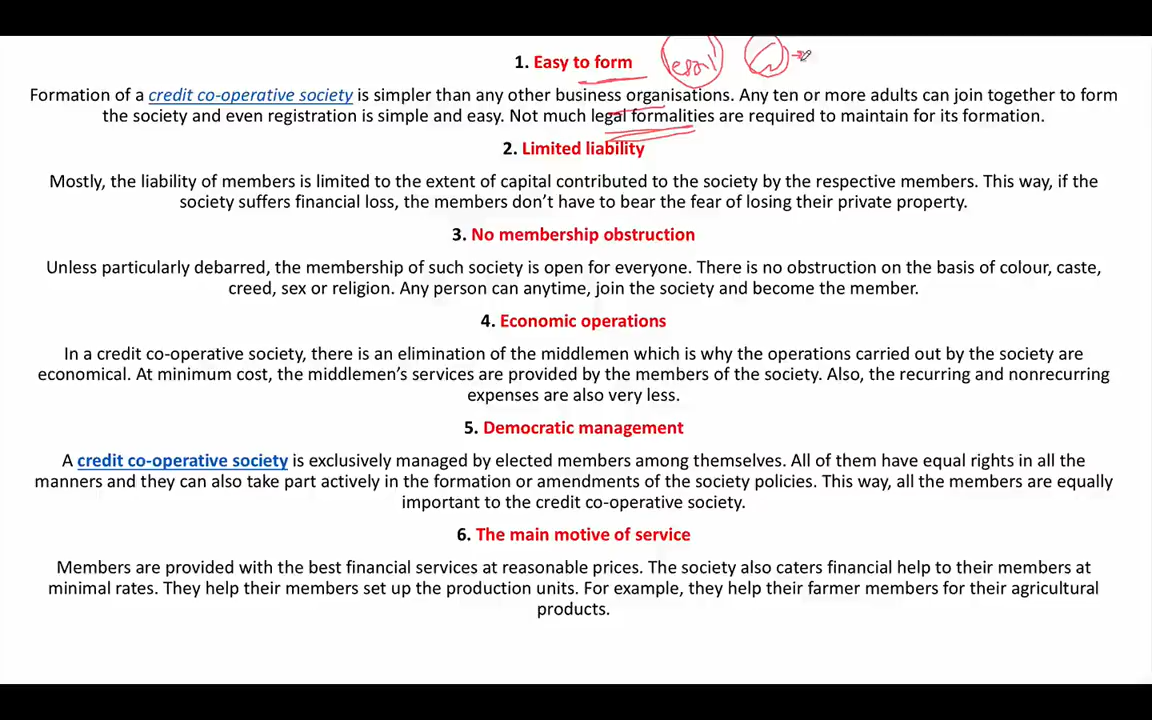 1. Easy to form
Formation of a credit co-operative society is simpler than any other business organisations. Any ten or more adults can join together to form
the society and even registration is simple and easy. Not much legal formalities are required to maintain for its formation.
2. Limited liability
Mostly, the liability of members is limited to the extent of capital contributed to the society by the respective members. This way, if the
society suffers financial loss, the members don’t have to bear the fear of losing their private property.
3. No membership obstruction
Unless particularly debarred, the membership of such society is open for everyone. There is no obstruction on the basis of colour, caste,
creed, sex or religion. Any person can anytime, join the society and become the member.
4. Economic operations
In a credit co-operative society, there is an elimination of the middlemen which is why the operations carried out by the society are
economical. At minimum cost, the middlemen’s services are provided by the members of the society. Also, the recurring and nonrecurring
expenses are also very less.
5. Democratic management
A credit co-operative society is exclusively managed by elected members among themselves. All of them have equal rights in all the
manners and they can also take part actively in the formation or amendments of the society policies. This way, all the members are equally
important to the credit co-operative society.
6. The main motive of service
Members are provided with the best financial services at reasonable prices. The society also caters financial help to their members at
minimal rates. They help their members set up the production units. For example, they help their farmer members for their agricultural
products.